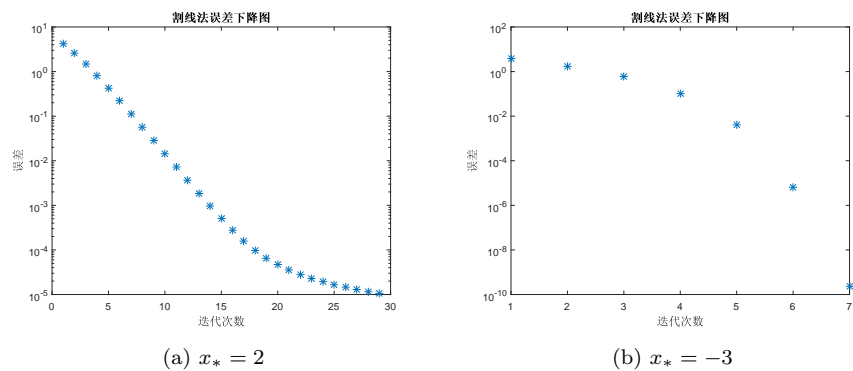 割线法误差下降图
误差
10^1
10^0
10^-1
10^-2
10^-3
10^-4
10^-5
0 5 10 15 20 25 30
迭代次数
(a) x_* = 2
割线法误差下降图
误差
10^2
10^0
10^-2
10^-4
10^-6
10^-8
10^-10
1 2 3 4 5 6 7
迭代次数
(b) x_* = −3